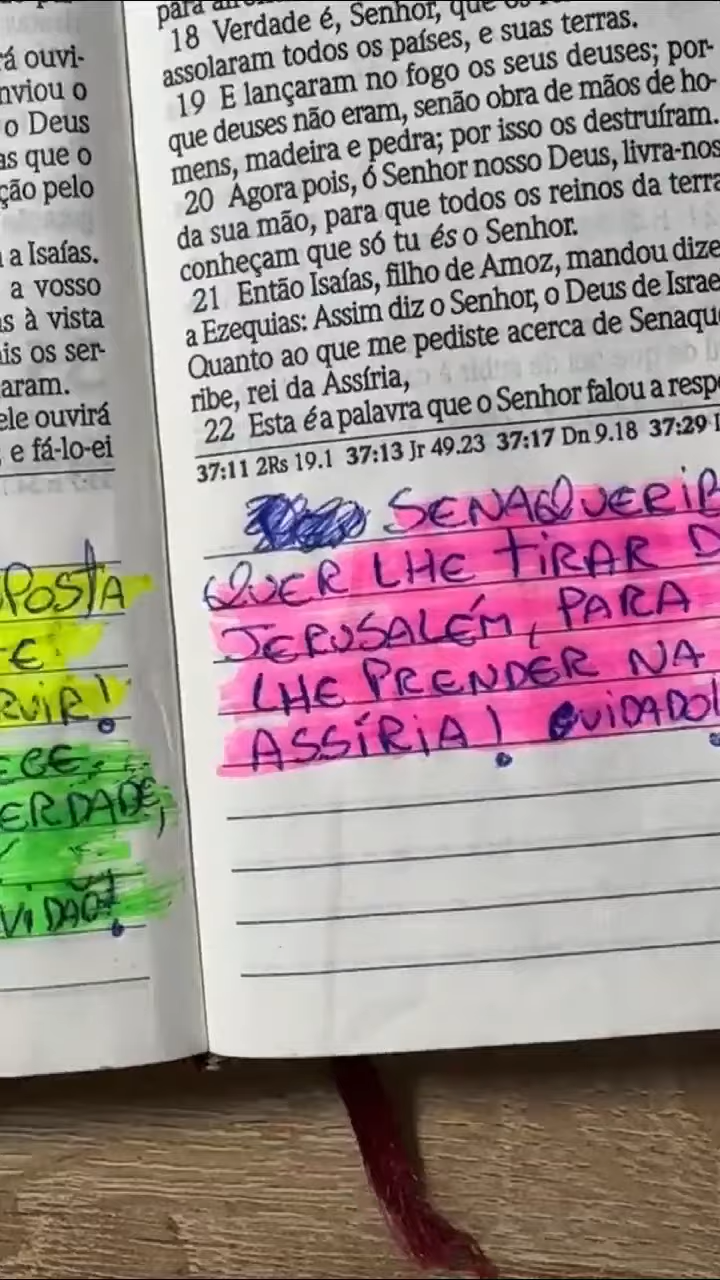 á ouvi-
nviou o
o Deus
as que o
ção pelo
a Isaías.
a vosso
s à vista
is os ser-
aram.
ele ouvirá
e fá-lo-ei
POSTA
E
RVIR!
ECE,
ERDADE,
VIDÃO!
18 Verdade é, Senhor, que os
assolaram todos os países, e suas terras.
19 E lançaram no fogo os seus deuses; por-
que deuses não eram, senão obra de mãos de ho-
mens, madeira e pedra; por isso os destruíram.
20 Agora pois, ó Senhor nosso Deus, livra-nos
da sua mão, para que todos os reinos da terra
conheçam que só tu és o Senhor.
21 Então Isaías, filho de Amoz, mandou dize
a Ezequias: Assim diz o Senhor, o Deus de Israe
Quanto ao que me pediste acerca de Senaque
ribe, rei da Assíria,
22 Esta é a palavra que o Senhor falou a respe
37:11 2Rs 19.1 37:13 Jr 49.23 37:17 Dn 9.18 37:29
SENAQUERIB
QUER LHE TIRAR D
JERUSALÉM, PARA
LHE PRENDER NA
ASSÍRIA! CUIDADO!